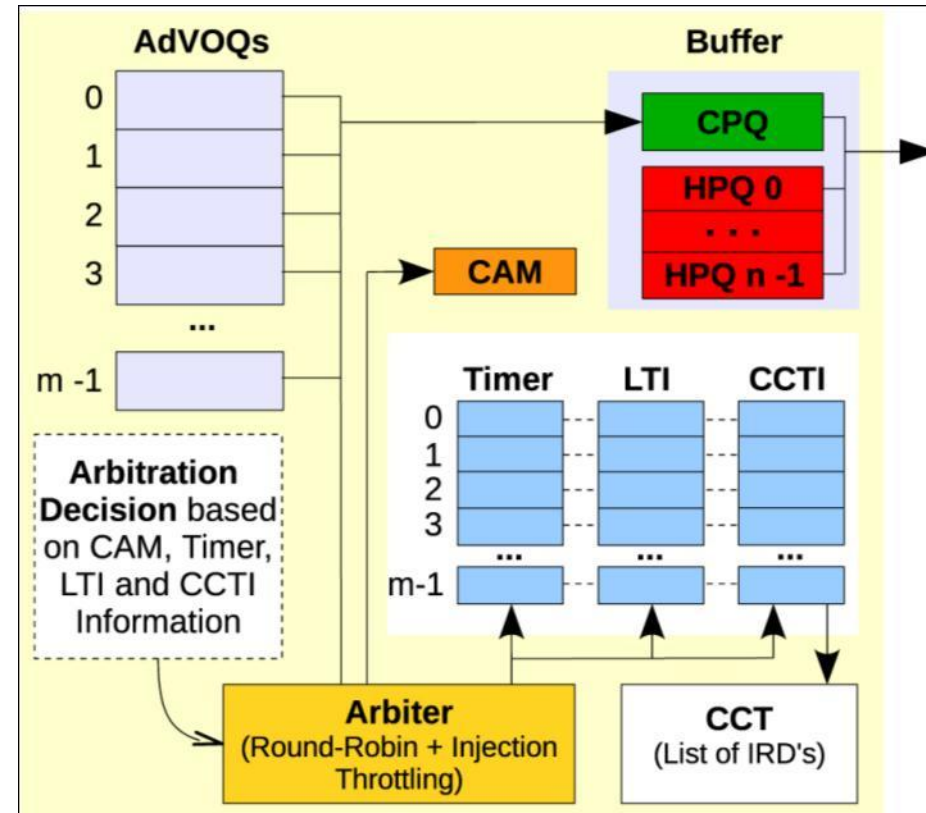 AdVOQs
0
1
2
3
...
m -1
Buffer
CPQ
HPQ 0
. . .
HPQ n -1
CAM
Timer LTI CCTI
0
1
2
3
... ... ...
m-1
Arbitration
Decision based
on CAM, Timer,
LTI and CCTI
Information
Arbiter
(Round-Robin + Injection
Throttling)
CCT
(List of IRD's)